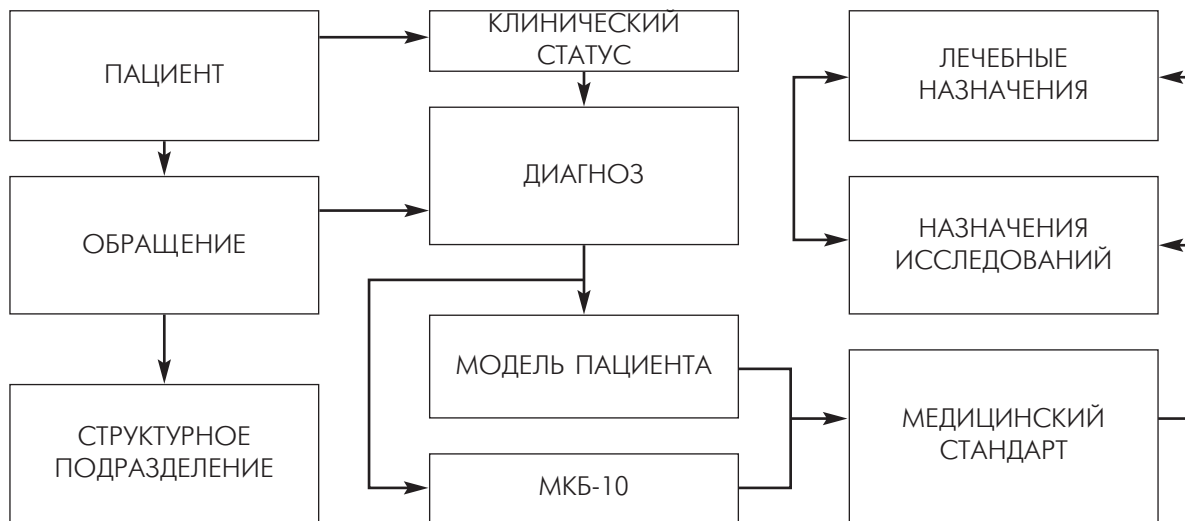 ПАЦИЕНТ
ОБРАЩЕНИЕ
СТРУКТУРНОЕ
ПОДРАЗДЕЛЕНИЕ
КЛИНИЧЕСКИЙ
СТАТУС
ДИАГНОЗ
МОДЕЛЬ ПАЦИЕНТА
МКБ-10
ЛЕЧЕБНЫЕ
НАЗНАЧЕНИЯ
НАЗНАЧЕНИЯ
ИССЛЕДОВАНИЙ
МЕДИЦИНСКИЙ
СТАНДАРТ